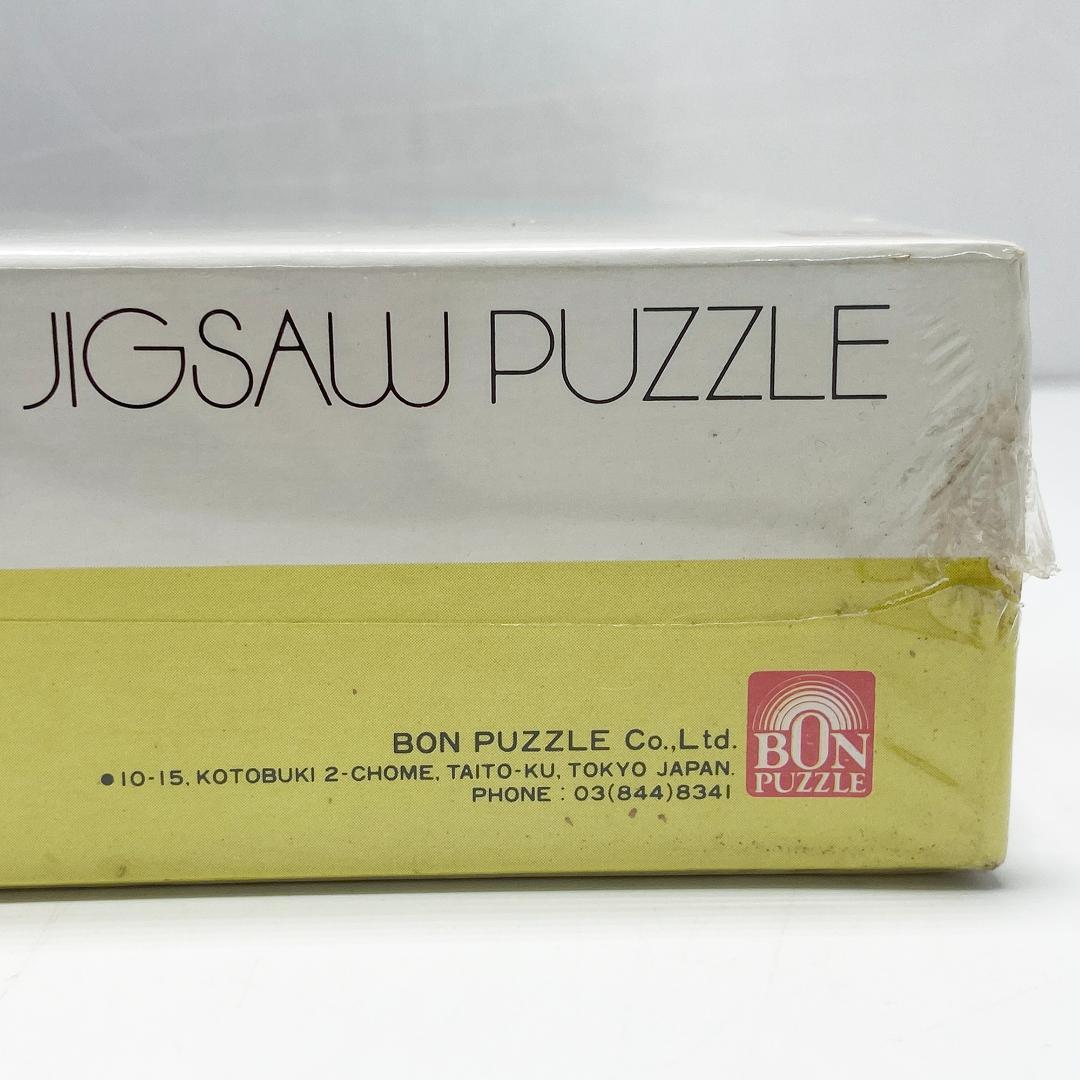 JIGSAW PUZZLE
BON PUZZLE Co.,Ltd.
●10-15, KOTOBUKI 2-CHOME, TAITO-KU, TOKYO JAPAN.
PHONE : 03(844)8341
BON
PUZZLE